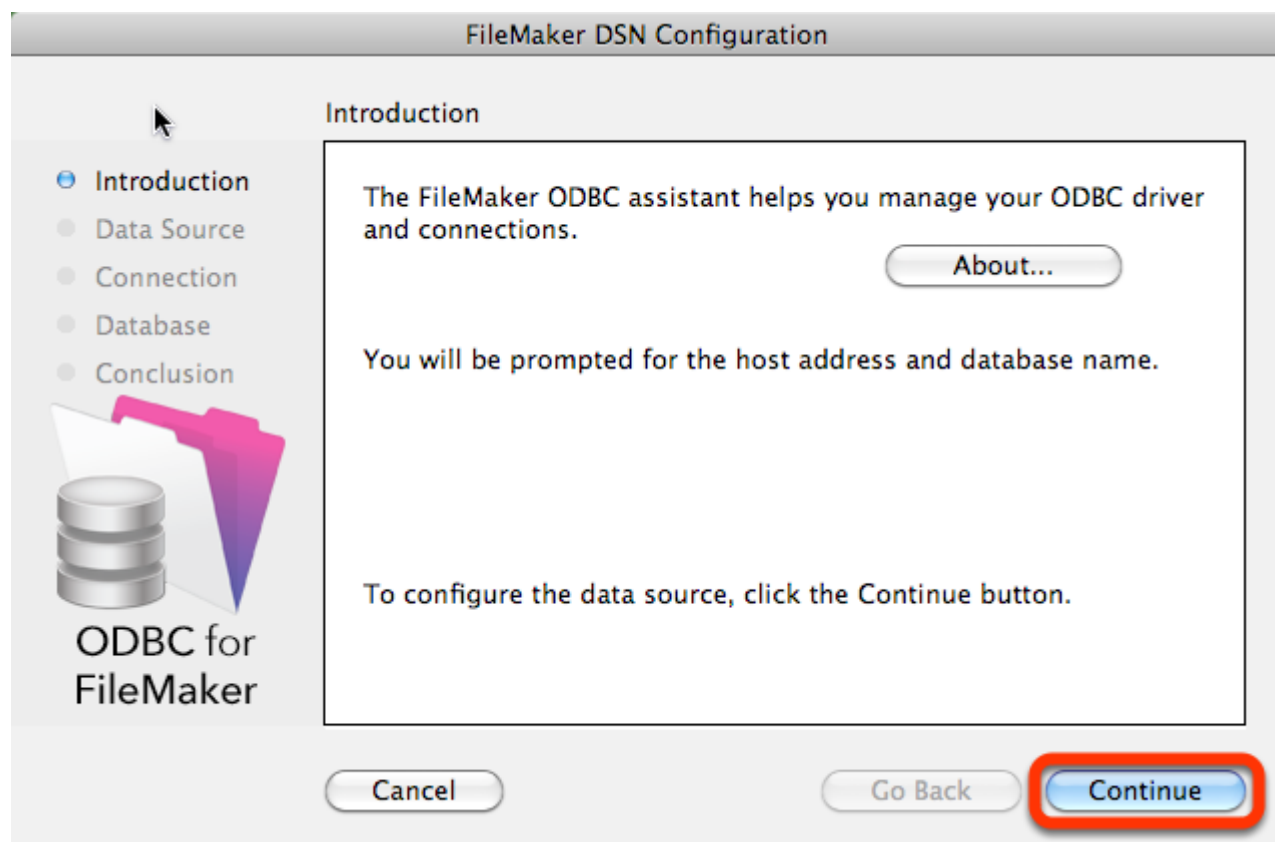 FileMaker DSN Configuration
Introduction
Introduction
Data Source
Connection
Database
Conclusion
ODBC for
FileMaker
The FileMaker ODBC assistant helps you manage your ODBC driver
and connections.
About...
You will be prompted for the host address and database name.
To configure the data source, click the Continue button.
Cancel
Go Back
Continue